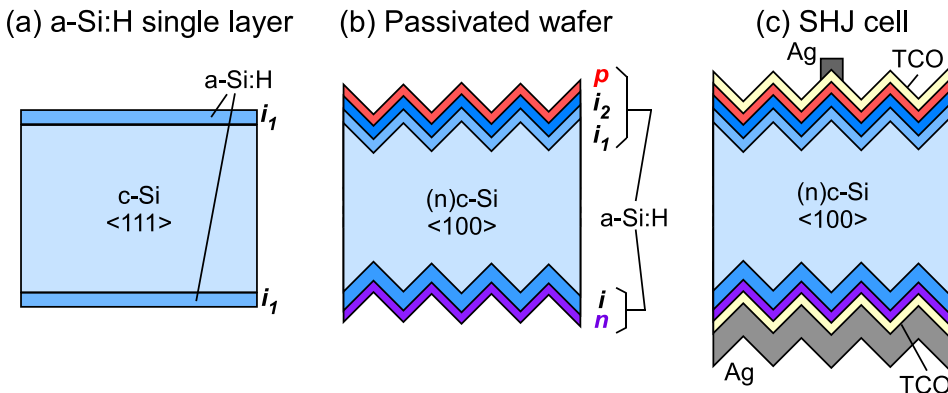 (a) a-Si:H single layer
a-Si:H
i1
c-Si
<111>
i1
(b) Passivated wafer
p
i2
i1
(n)c-Si
<100>
a-Si:H
i
n
(c) SHJ cell
Ag
TCO
(n)c-Si
<100>
Ag
TCO